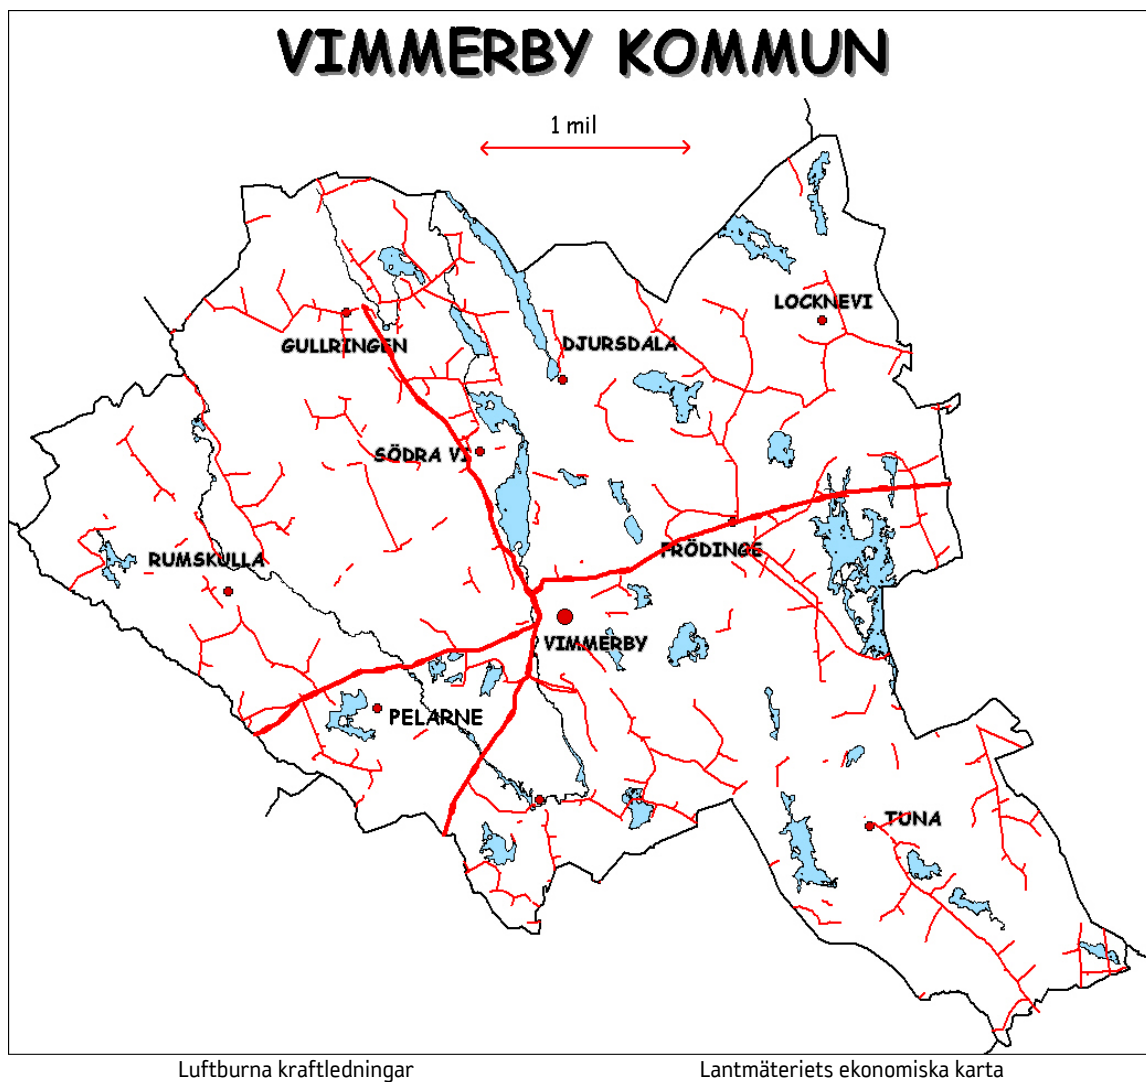 VIMMERBY KOMMUN
1 mil
LOCKNEVI
GULLRINGEN
DJURSDALA
SÖDRA VI
FRÖDINGE
RUMSKULLA
VIMMERBY
PELARNE
TUNA
Luftburna kraftledningar
Lantmäteriets ekonomiska karta